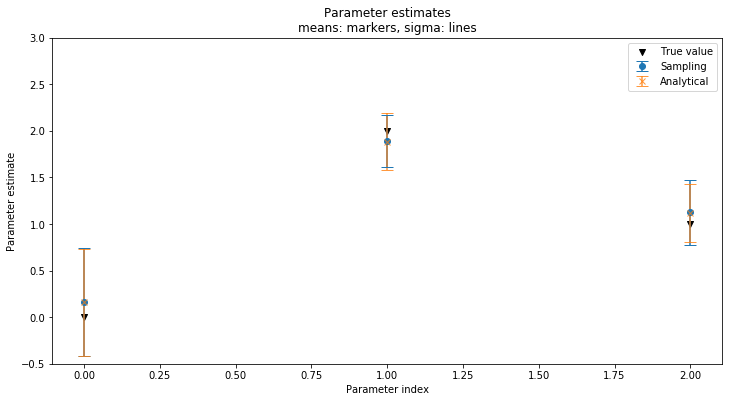 Parameter estimates
means: markers, sigma: lines
True value
Sampling
Analytical
Parameter estimate
3.0
2.5
2.0
1.5
1.0
0.5
0.0
−0.5
0.00 0.25 0.50 0.75 1.00 1.25 1.50 1.75 2.00
Parameter index